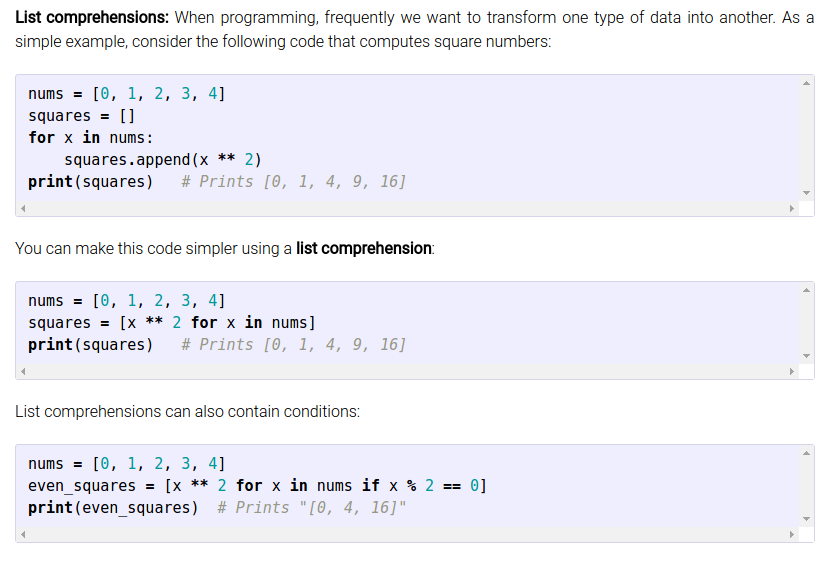 List comprehensions: When programming, frequently we want to transform one type of data into another. As a
simple example, consider the following code that computes square numbers:
nums = [0, 1, 2, 3, 4]
squares = []
for x in nums:
    squares.append(x ** 2)
print(squares)   # Prints [0, 1, 4, 9, 16]
You can make this code simpler using a list comprehension:
nums = [0, 1, 2, 3, 4]
squares = [x ** 2 for x in nums]
print(squares)   # Prints [0, 1, 4, 9, 16]
List comprehensions can also contain conditions:
nums = [0, 1, 2, 3, 4]
even_squares = [x ** 2 for x in nums if x % 2 == 0]
print(even_squares)  # Prints "[0, 4, 16]"